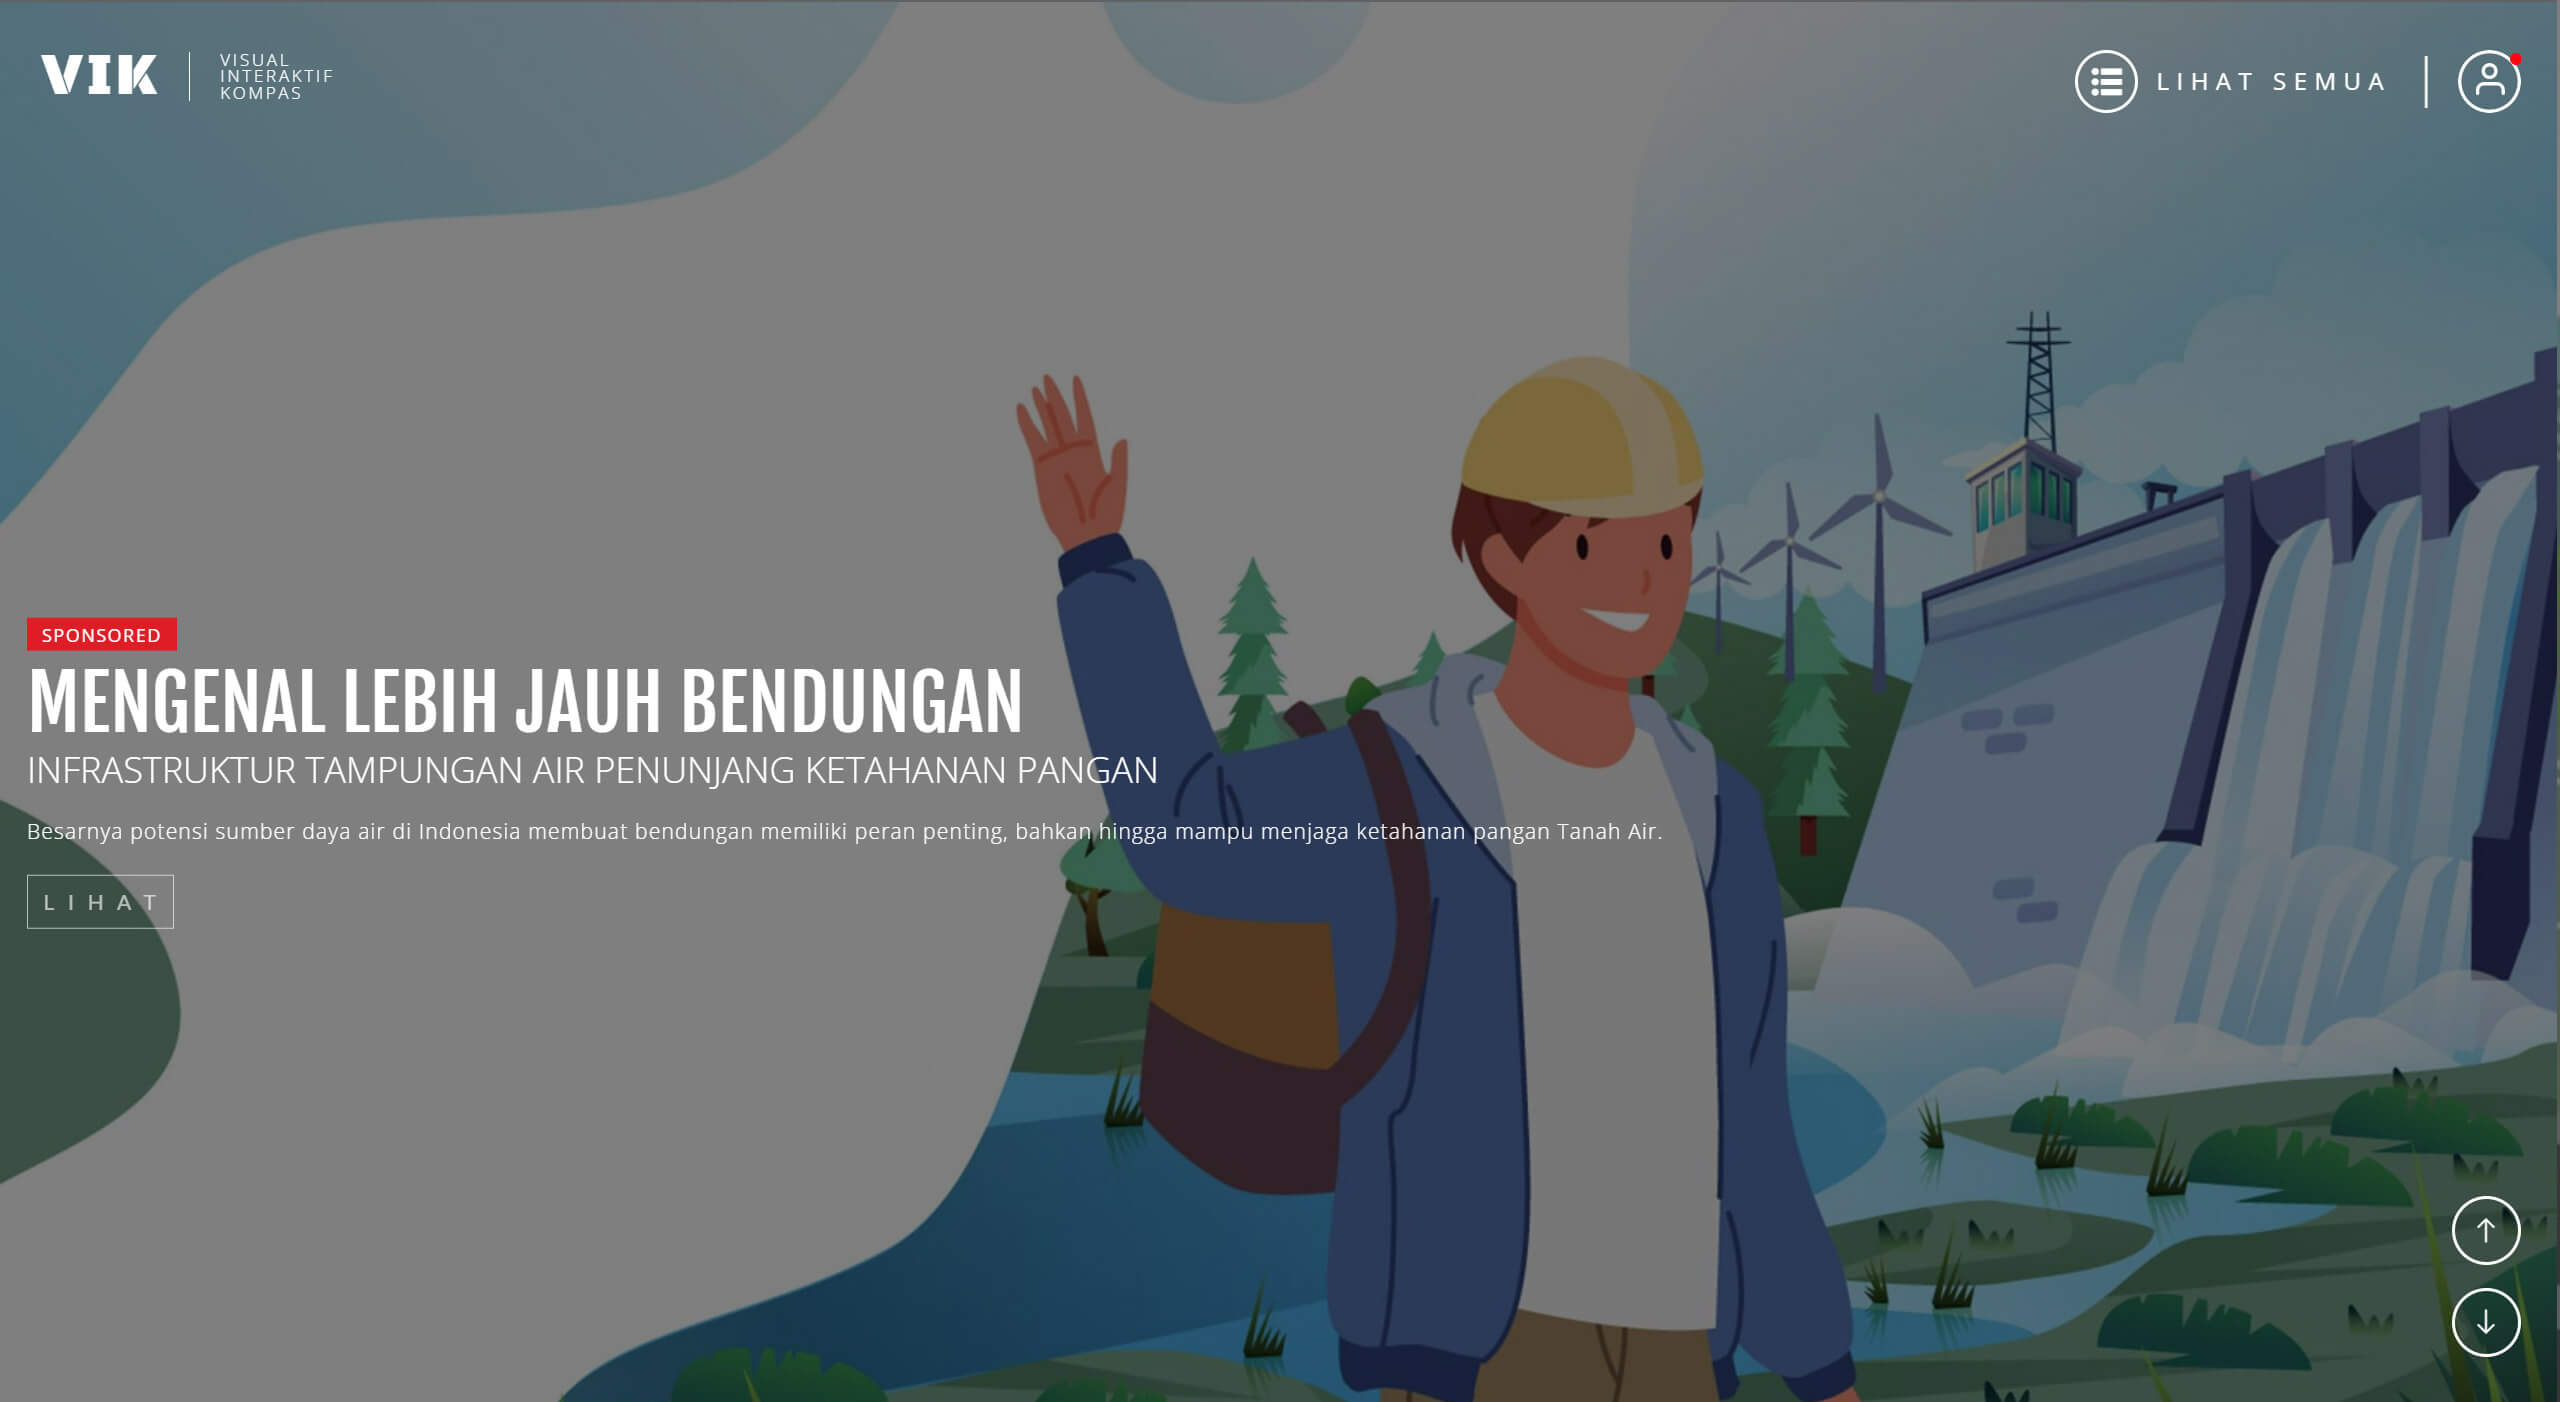 VIK
VISUAL
INTERAKTIF
KOMPAS
LIHAT SEMUA
SPONSORED
MENGENAL LEBIH JAUH BENDUNGAN
INFRASTRUKTUR TAMPUNGAN AIR PENUNJANG KETAHANAN PANGAN
Besarnya potensi sumber daya air di Indonesia membuat bendungan memiliki peran penting, bahkan hingga mampu menjaga ketahanan pangan Tanah Air.
LIHAT